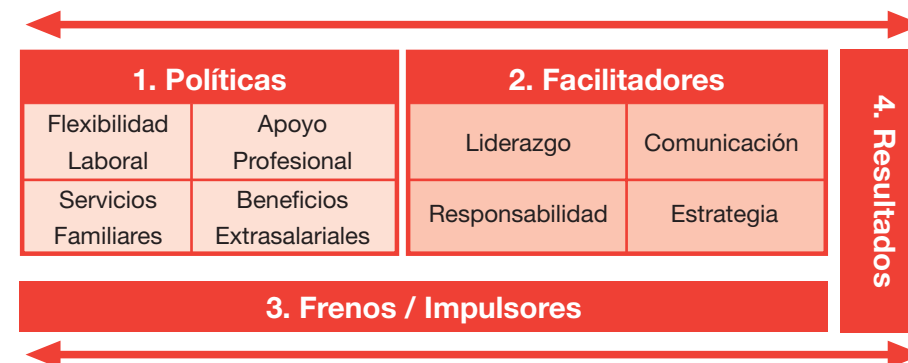 1. Políticas
Flexibilidad
Laboral
Apoyo
Profesional
Servicios
Familiares
Beneficios
Extrasalariales
2. Facilitadores
Liderazgo
Comunicación
Responsabilidad
Estrategia
3. Frenos / Impulsores
4. Resultados